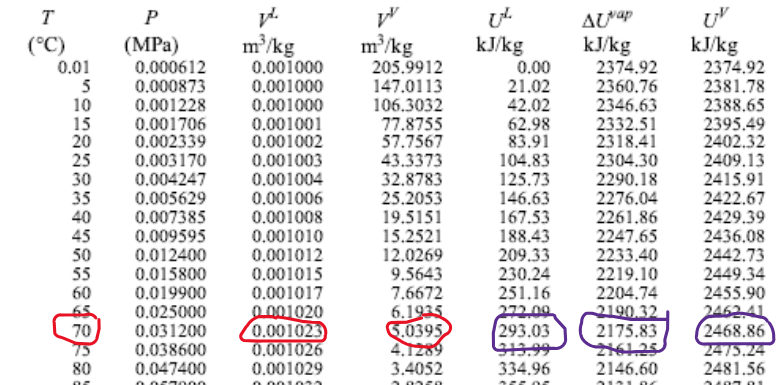 T P V^L V^V U^L ΔU^vap U^V
(°C) (MPa) m³/kg m³/kg kJ/kg kJ/kg kJ/kg
0.01 0.000612 0.001000 205.9912 0.00 2374.92 2374.92
5 0.000873 0.001000 147.0113 21.02 2360.76 2381.78
10 0.001228 0.001000 106.3032 42.02 2346.63 2388.65
15 0.001706 0.001001 77.8755 62.98 2332.51 2395.49
20 0.002339 0.001002 57.7567 83.91 2318.41 2402.32
25 0.003170 0.001003 43.3373 104.83 2304.30 2409.13
30 0.004247 0.001004 32.8783 125.73 2290.18 2415.91
35 0.005629 0.001006 25.2053 146.63 2276.04 2422.67
40 0.007385 0.001008 19.5151 167.53 2261.86 2429.39
45 0.009595 0.001010 15.2521 188.43 2247.65 2436.08
50 0.012400 0.001012 12.0269 209.33 2233.40 2442.73
55 0.015800 0.001015 9.5643 230.24 2219.10 2449.34
60 0.019900 0.001017 7.6672 251.16 2204.74 2455.90
65 0.025000 0.001020 6.1935 272.09 2190.32 2462.41
70 0.031200 0.001023 5.0395 293.03 2175.83 2468.86
75 0.038600 0.001026 4.1289 313.99 2161.25 2475.24
80 0.047400 0.001029 3.4052 334.96 2146.60 2481.56